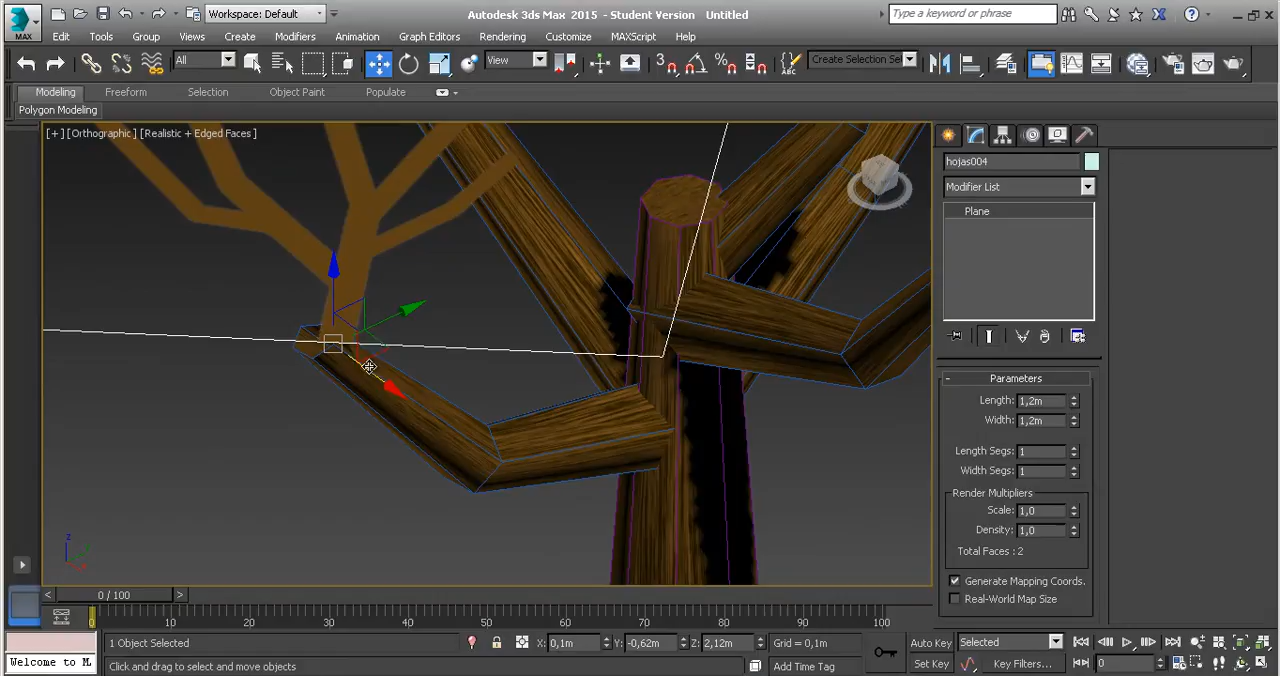 MAX
Workspace: Default
Autodesk 3ds Max 2015 - Student Version Untitled
Type a keyword or phrase
Edit Tools Group Views Create Modifiers Animation Graph Editors Rendering Customize MAXScript Help
All
View
3
ABC
Create Selection Se
Modeling Freeform Selection Object Paint Populate
Polygon Modeling
[+] [Orthographic ] [Realistic + Edged Faces ]
hojas004
Modifier List
Plane
- Parameters
Length: 1,2m
Width: 1,2m
Length Segs: 1
Width Segs: 1
Render Multipliers
Scale: 1,0
Density: 1,0
Total Faces : 2
Generate Mapping Coords.
Real-World Map Size
z
< 0 / 100 >
0 10 20 30 40 50 60 70 80 90 100
1 Object Selected
X: 0,1m Y: -0,62m Z: 2,12m
Grid = 0,1m
Auto Key Selected
Welcome to M
Click and drag to select and move objects
Add Time Tag
Set Key Key Filters...
0